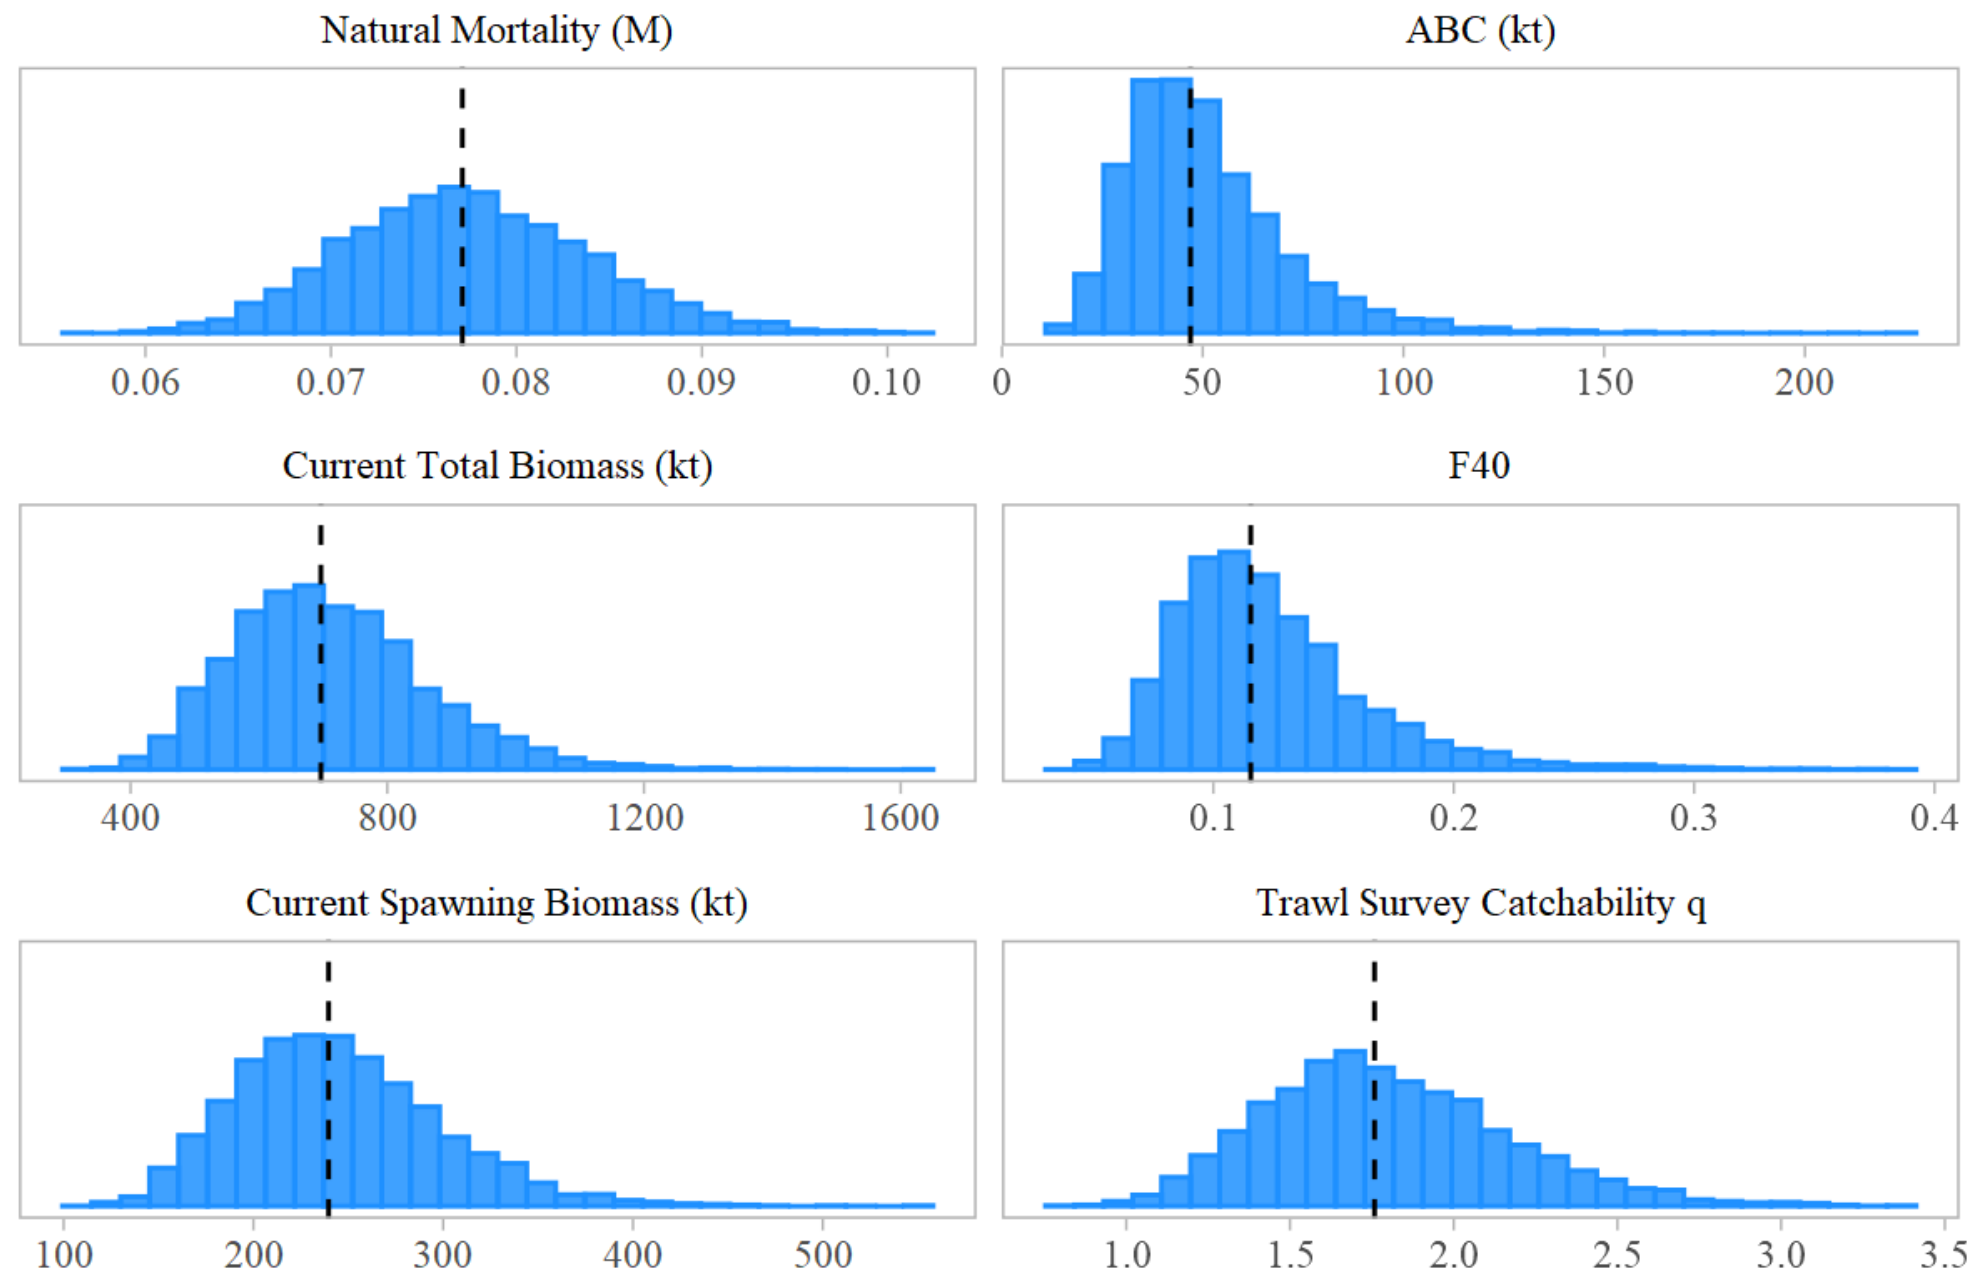 Natural Mortality (M)
0.06 0.07 0.08 0.09 0.10
ABC (kt)
0 50 100 150 200
Current Total Biomass (kt)
400 800 1200 1600
F40
0.1 0.2 0.3 0.4
Current Spawning Biomass (kt)
100 200 300 400 500
Trawl Survey Catchability q
1.0 1.5 2.0 2.5 3.0 3.5